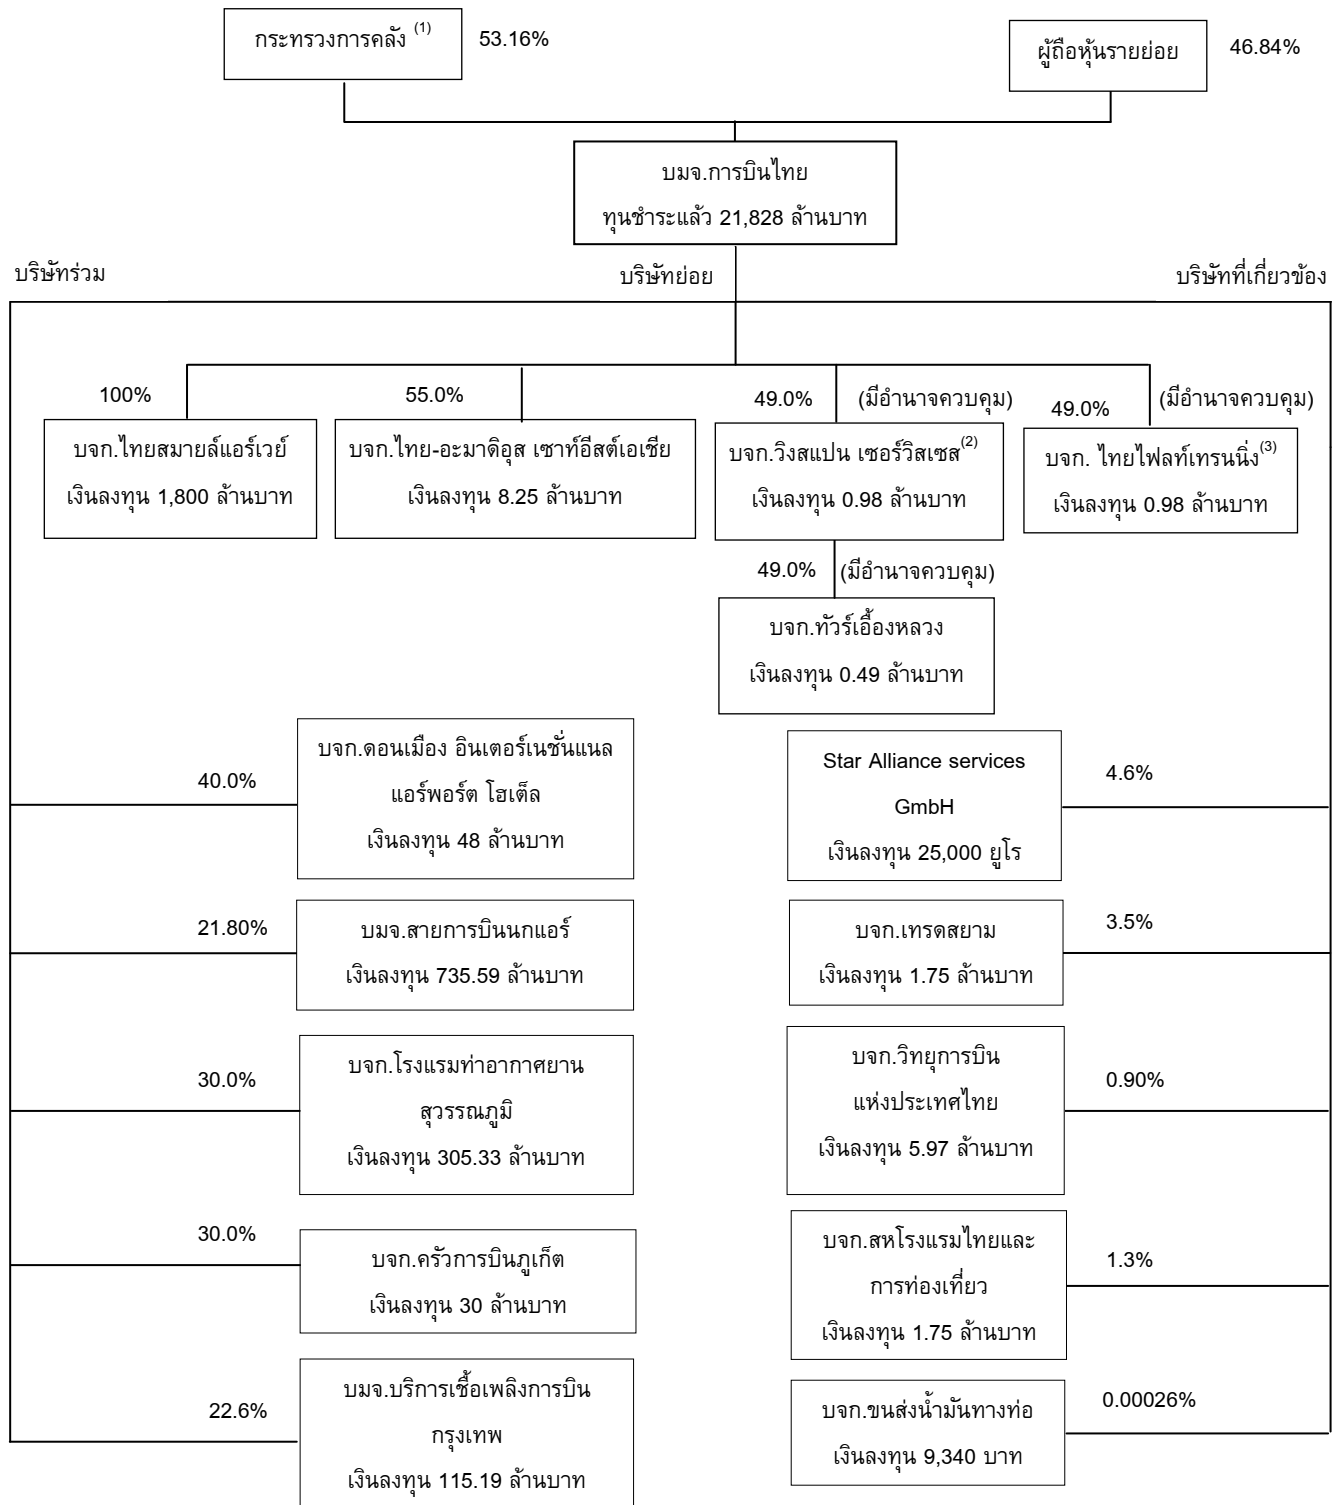 กระทรวงการคลัง (1)
53.16%
ผู้ถือหุ้นรายย่อย
46.84%
บมจ.การบินไทย
ทุนชำระแล้ว 21,828 ล้านบาท
บริษัทร่วม
บริษัทย่อย
บริษัทที่เกี่ยวข้อง
100%
บจก.ไทยสมายล์แอร์เวย์
เงินลงทุน 1,800 ล้านบาท
55.0%
บจก.ไทย-อะมาดิอุส เซาท์อีสต์เอเชีย
เงินลงทุน 8.25 ล้านบาท
49.0% (มีอำนาจควบคุม)
บจก.วิงสแปน เซอร์วิสเซส(2)
เงินลงทุน 0.98 ล้านบาท
49.0% (มีอำนาจควบคุม)
บจก. ไทยไฟลท์เทรนนิ่ง(3)
เงินลงทุน 0.98 ล้านบาท
49.0% (มีอำนาจควบคุม)
บจก.ทัวร์เอื้องหลวง
เงินลงทุน 0.49 ล้านบาท
40.0%
บจก.ดอนเมือง อินเตอร์เนชั่นแนล
แอร์พอร์ต โฮเต็ล
เงินลงทุน 48 ล้านบาท
21.80%
บมจ.สายการบินนกแอร์
เงินลงทุน 735.59 ล้านบาท
30.0%
บจก.โรงแรมท่าอากาศยาน
สุวรรณภูมิ
เงินลงทุน 305.33 ล้านบาท
30.0%
บจก.ครัวการบินภูเก็ต
เงินลงทุน 30 ล้านบาท
22.6%
บมจ.บริการเชื้อเพลิงการบิน
กรุงเทพ
เงินลงทุน 115.19 ล้านบาท
Star Alliance services
GmbH
เงินลงทุน 25,000 ยูโร
4.6%
บจก.เทรดสยาม
เงินลงทุน 1.75 ล้านบาท
3.5%
บจก.วิทยุการบิน
แห่งประเทศไทย
เงินลงทุน 5.97 ล้านบาท
0.90%
บจก.สหโรงแรมไทยและ
การท่องเที่ยว
เงินลงทุน 1.75 ล้านบาท
1.3%
บจก.ขนส่งน้ำมันทางท่อ
เงินลงทุน 9,340 บาท
0.00026%